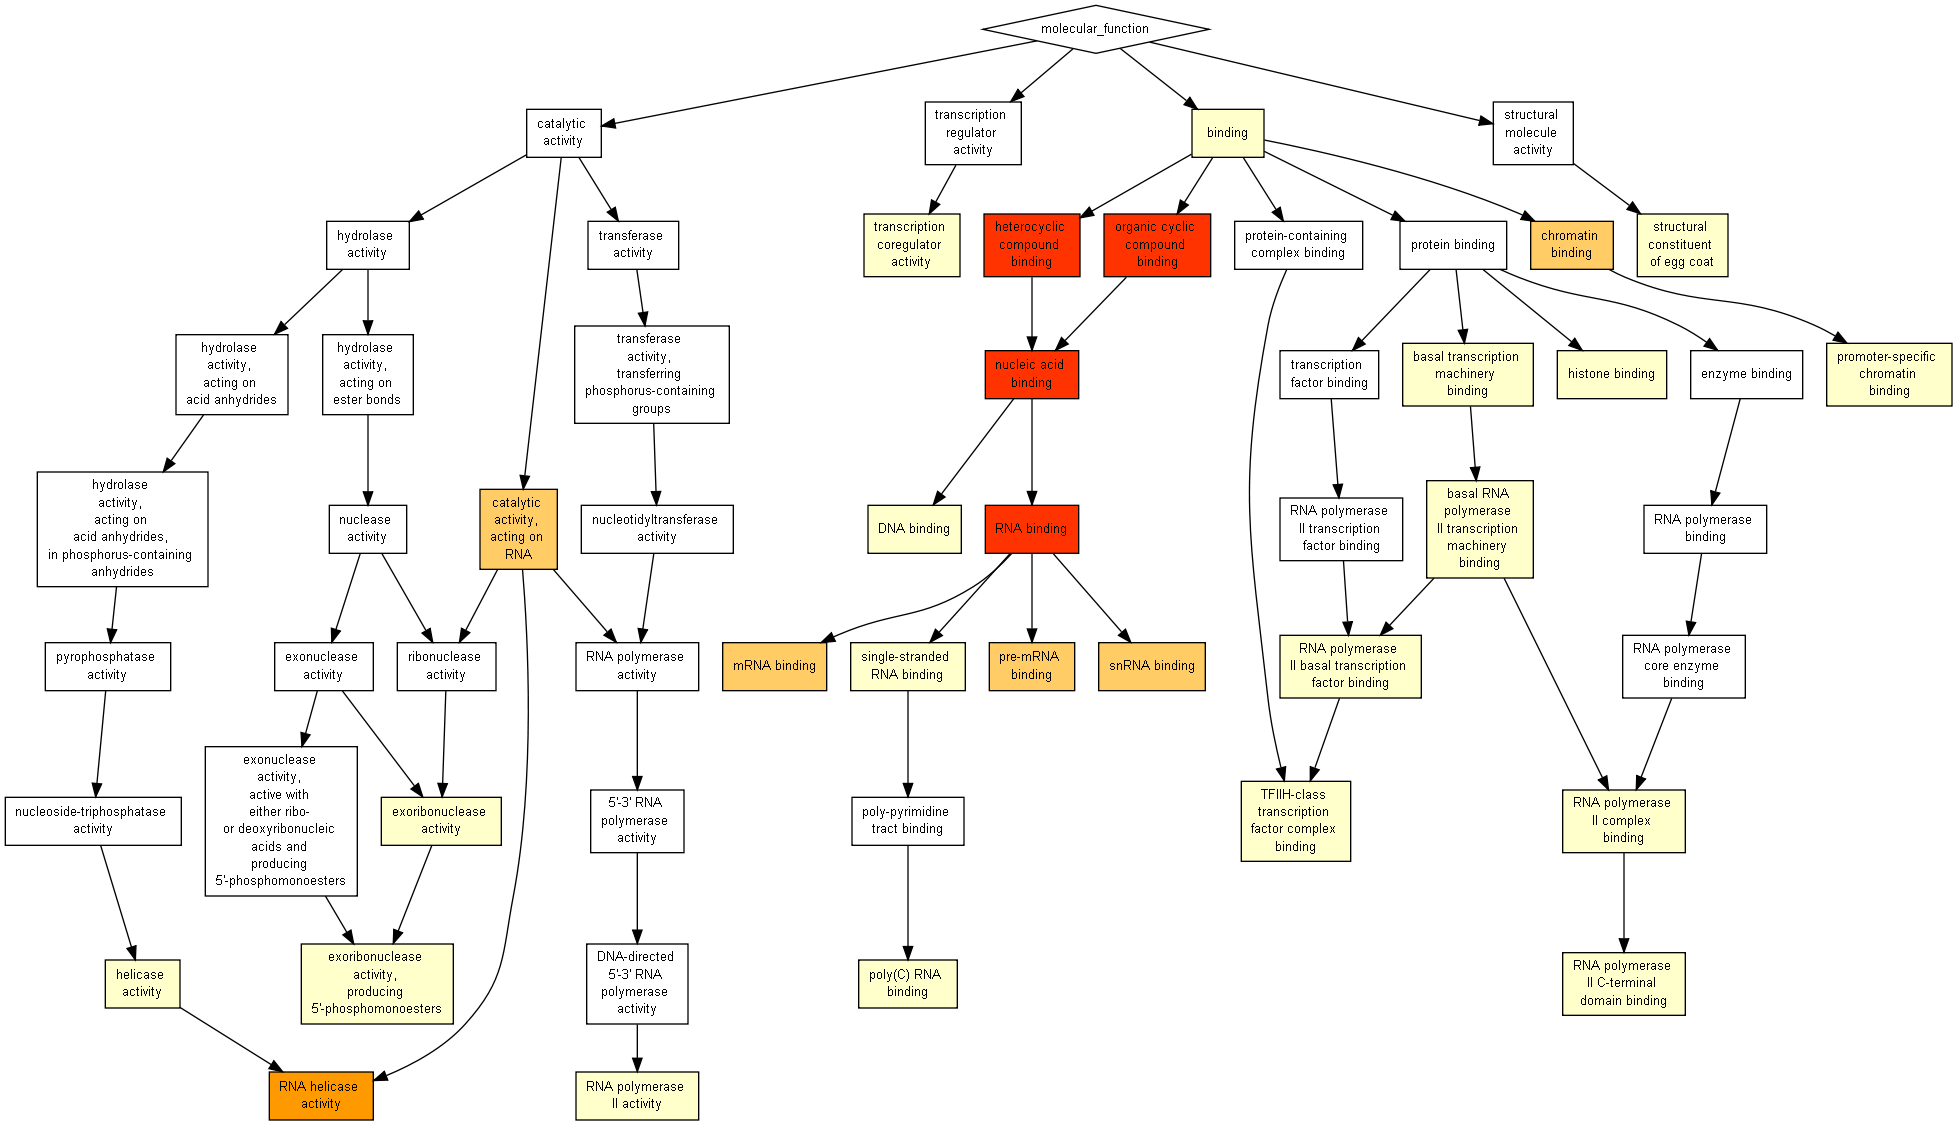 molecular_function
catalytic
activity
transcription
regulator
activity
binding
structural
molecule
activity
hydrolase
activity
transferase
activity
transcription
coregulator
activity
heterocyclic
compound
binding
organic cyclic
compound
binding
protein-containing
complex binding
protein binding
chromatin
binding
structural
constituent
of egg coat
hydrolase
activity,
acting on
acid anhydrides
hydrolase
activity,
acting on
ester bonds
transferase
activity,
transferring
phosphorus-containing
groups
nucleic acid
binding
transcription
factor binding
basal transcription
machinery
binding
histone binding
enzyme binding
promoter-specific
chromatin
binding
hydrolase
activity,
acting on
acid anhydrides,
in phosphorus-containing
anhydrides
nuclease
activity
catalytic
activity,
acting on
RNA
nucleotidyltransferase
activity
DNA binding
RNA binding
RNA polymerase
II transcription
factor binding
basal RNA
polymerase
II transcription
machinery
binding
RNA polymerase
binding
pyrophosphatase
activity
exonuclease
activity
ribonuclease
activity
RNA polymerase
activity
mRNA binding
single-stranded
RNA binding
pre-mRNA
binding
snRNA binding
RNA polymerase
II basal transcription
factor binding
RNA polymerase
core enzyme
binding
nucleoside-triphosphatase
activity
exonuclease
activity,
active with
either ribo-
or deoxyribonucleic
acids and
producing
5'-phosphomonoesters
exoribonuclease
activity
5'-3' RNA
polymerase
activity
poly-pyrimidine
tract binding
TFIIH-class
transcription
factor complex
binding
RNA polymerase
II complex
binding
helicase
activity
exoribonuclease
activity,
producing
5'-phosphomonoesters
DNA-directed
5'-3' RNA
polymerase
activity
poly(C) RNA
binding
RNA polymerase
II C-terminal
domain binding
RNA helicase
activity
RNA polymerase
II activity